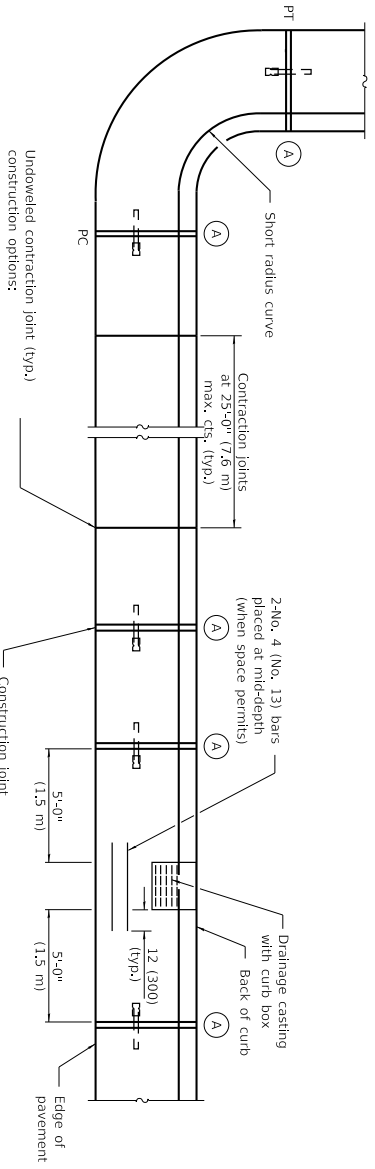 PT
A
Short radius curve
A
PC
Contraction joints
at 25'-0" (7.6 m)
max. cts. (typ.)
Undoweled contraction joint (typ.)
construction options:
2-No. 4 (No. 13) bars
placed at mid-depth
(when space permits)
A
Construction joint
A
5'-0"
(1.5 m)
12 (300)
(typ.)
Drainage casting
with curb box
Back of curb
5'-0"
(1.5 m)
A
Edge of
pavement